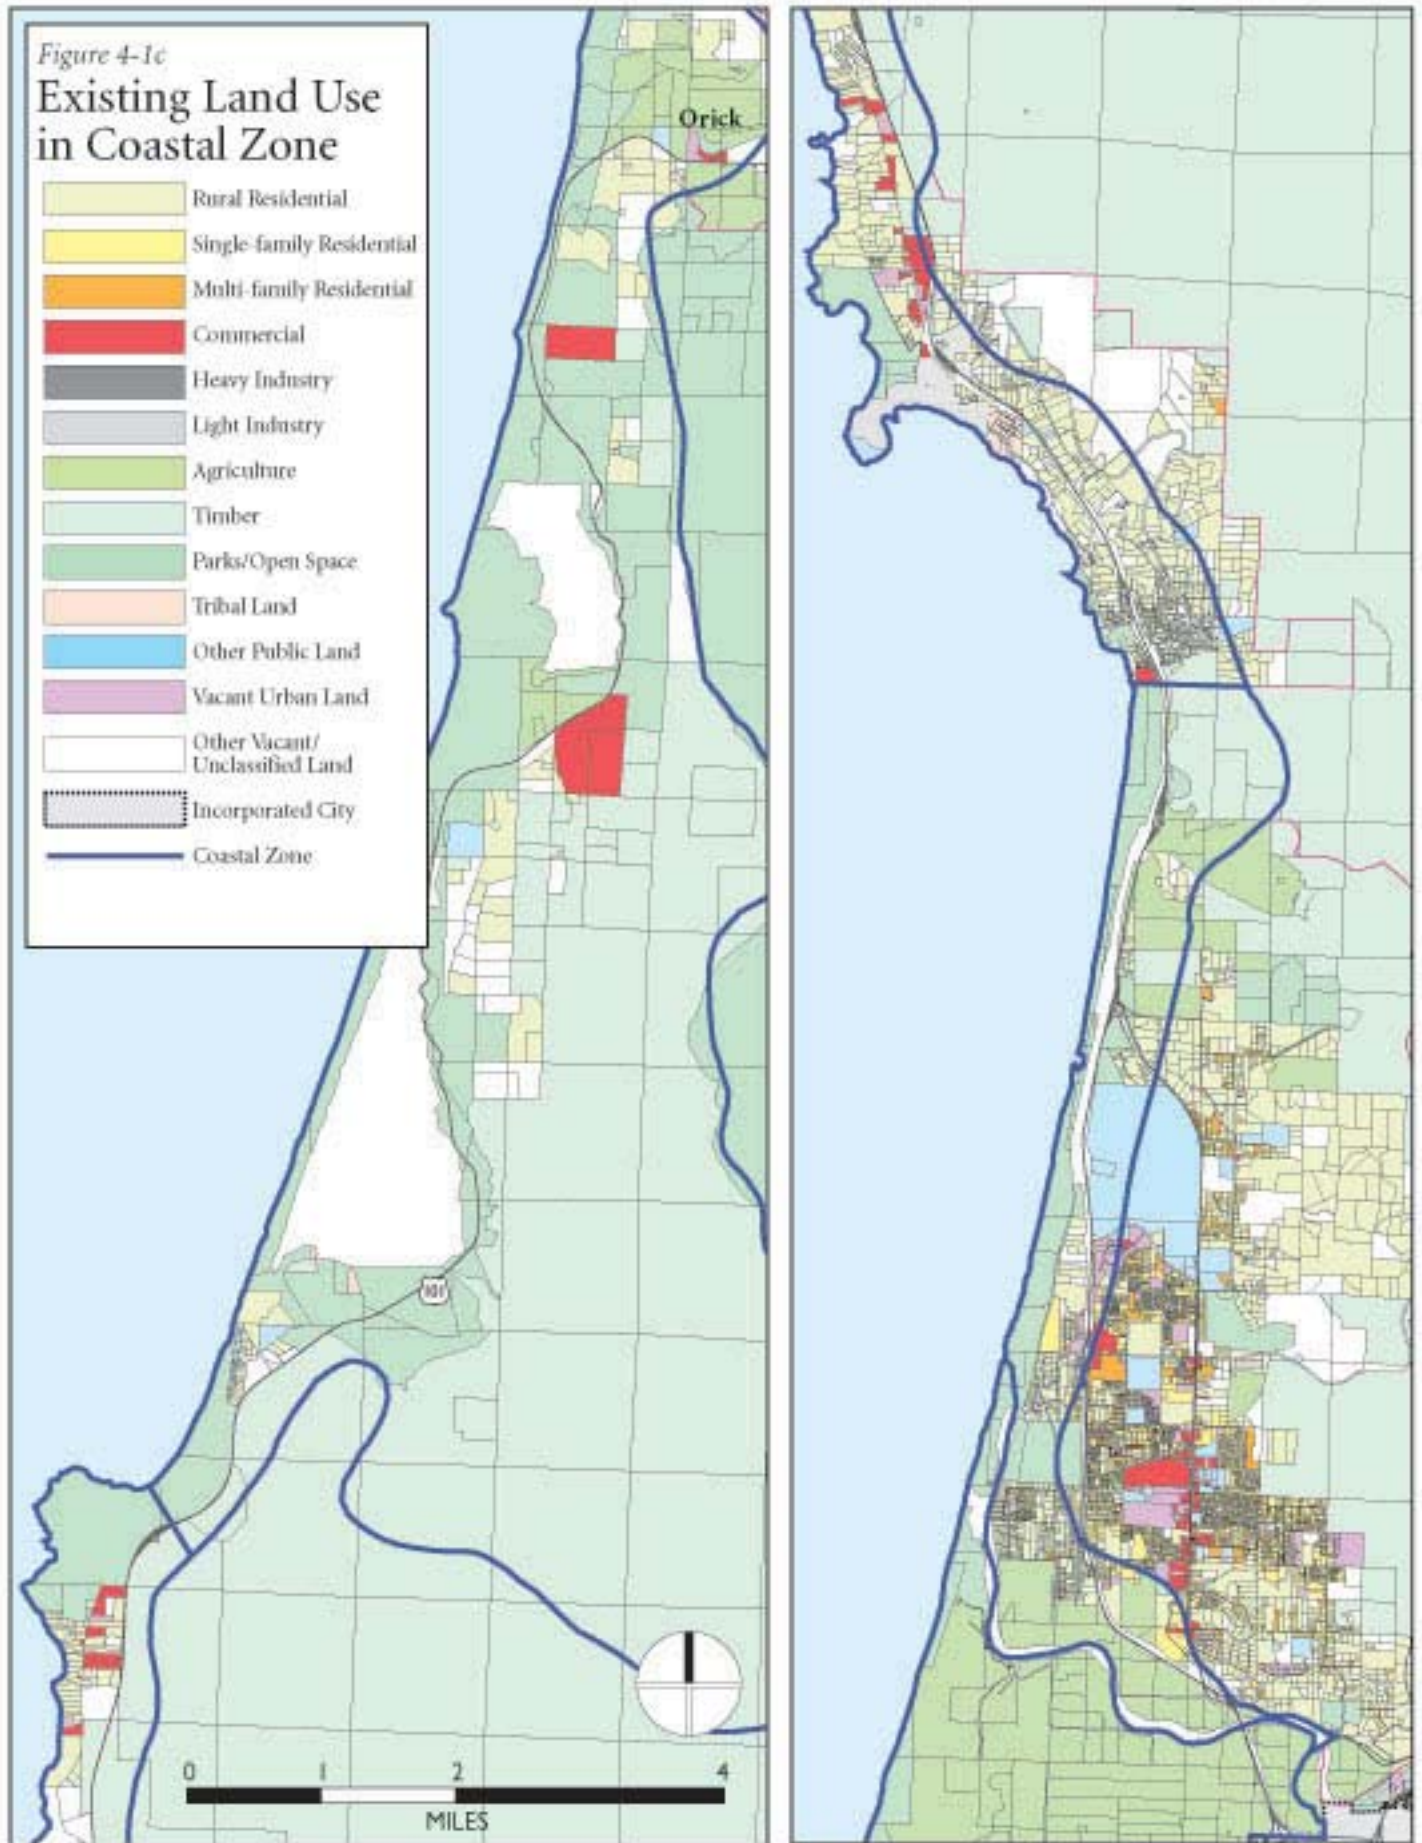 Figure 4-1c
Existing Land Use
in Coastal Zone
Rural Residential
Single-family Residential
Multi-family Residential
Commercial
Heavy Industry
Light Industry
Agriculture
Timber
Parks/Open Space
Tribal Land
Other Public Land
Vacant Urban Land
Other Vacant/
Unclassified Land
Incorporated City
Coastal Zone
Orick
101
0 1 2 4
MILES